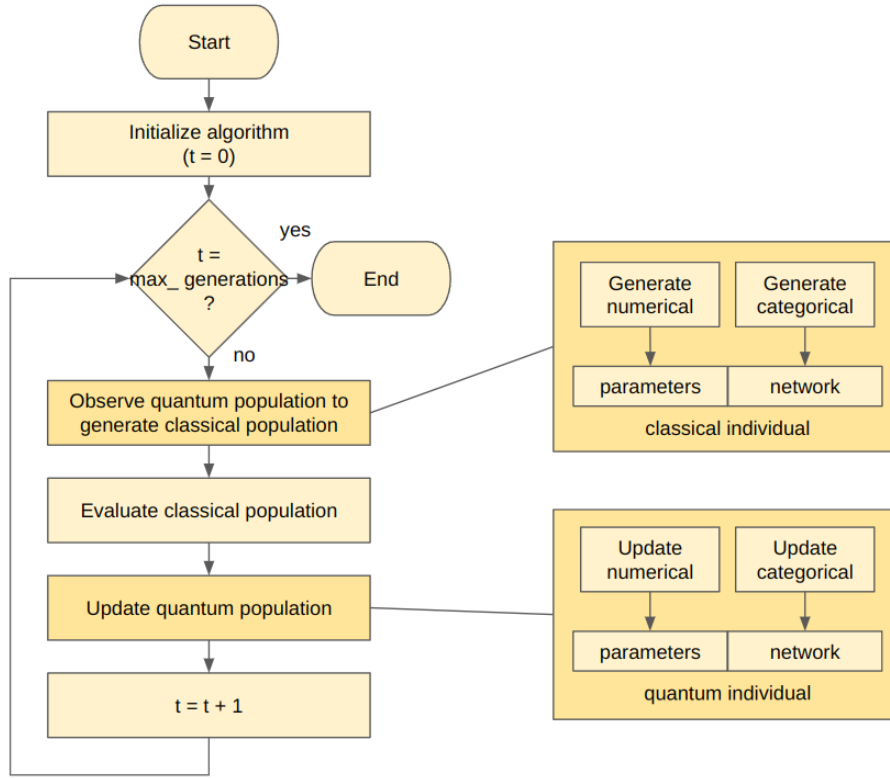 Start
Initialize algorithm
(t = 0)
t =
max_ generations
?
yes
End
no
Observe quantum population to
generate classical population
Evaluate classical population
Update quantum population
t = t + 1
Generate
numerical
Generate
categorical
parameters
network
classical individual
Update
numerical
Update
categorical
parameters
network
quantum individual